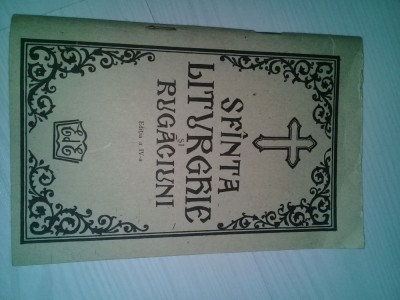 SFÎNTA
LITURGHIE
ȘI
RUGĂCIUNI
Ediția a IV-a